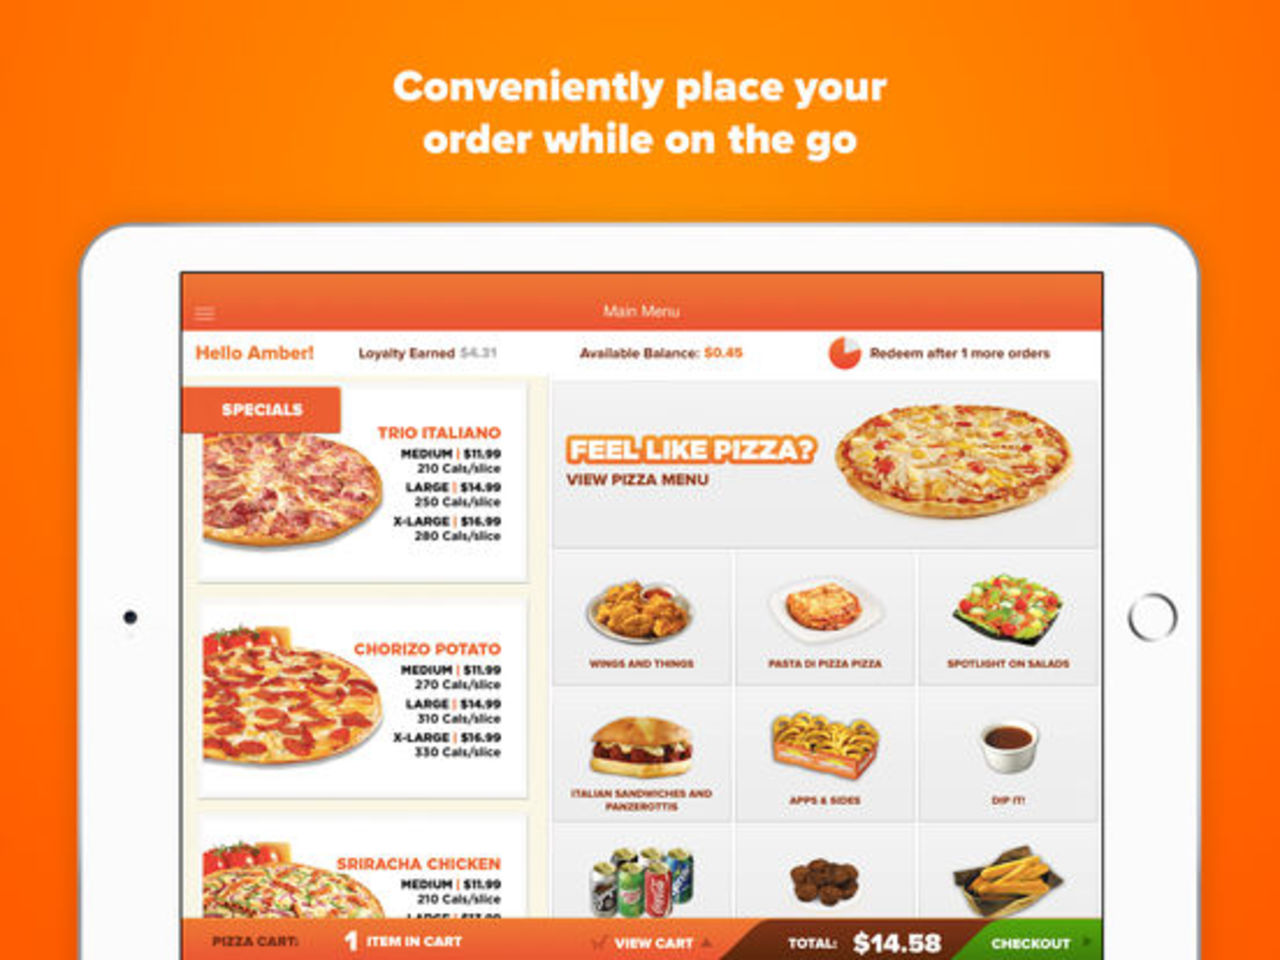 Conveniently place your
order while on the go
Main Menu
Hello Amber!
Loyalty Earned $4.31
Available Balance: $0.45
Redeem after 1 more orders
SPECIALS
TRIO ITALIANO
MEDIUM | $11.99
210 Cals/slice
LARGE | $14.99
250 Cals/slice
X-LARGE | $16.99
280 Cals/slice
CHORIZO POTATO
MEDIUM | $11.99
270 Cals/slice
LARGE | $14.99
310 Cals/slice
X-LARGE | $16.99
330 Cals/slice
SRIRACHA CHICKEN
MEDIUM | $11.99
210 Cals/slice
FEEL LIKE PIZZA?
VIEW PIZZA MENU
WINGS AND THINGS
PASTA DI PIZZA PIZZA
SPOTLIGHT ON SALADS
ITALIAN SANDWICHES AND
PANZEROTTIS
APPS & SIDES
DIP IT!
PIZZA CART:
1 ITEM IN CART
VIEW CART
TOTAL: $14.58
CHECKOUT